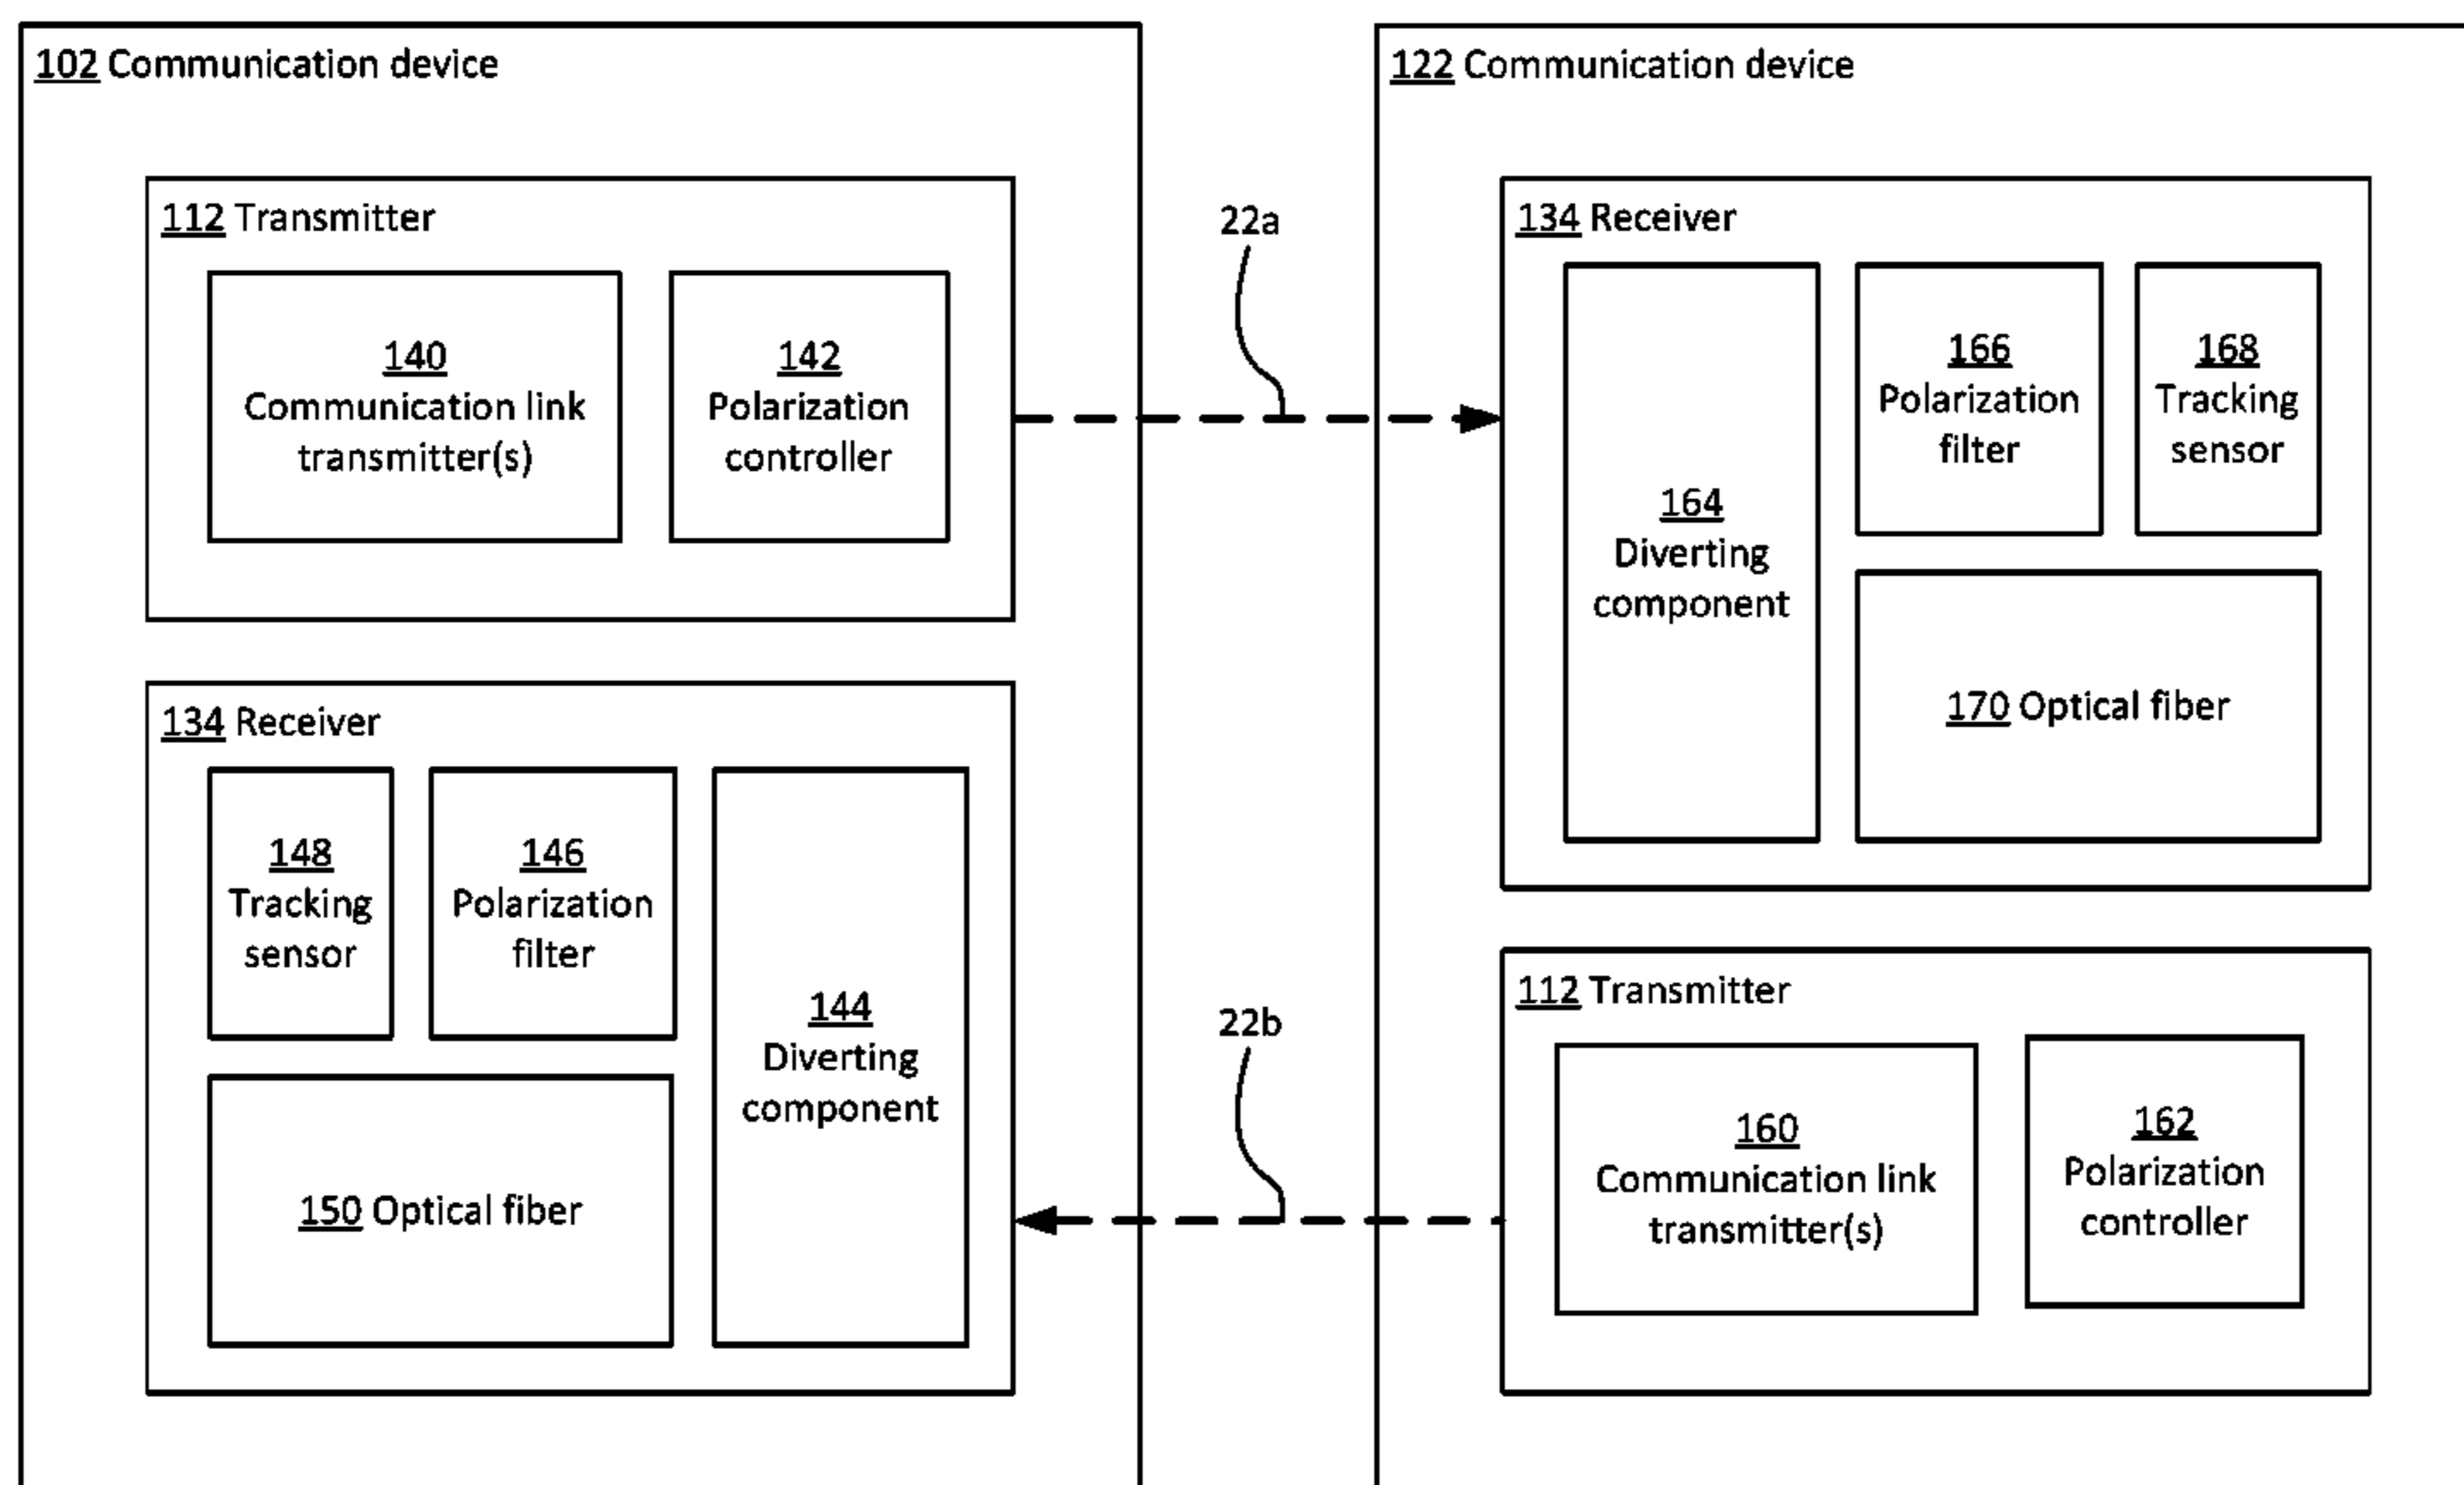 102 Communication device
112 Transmitter
140
Communication link
transmitter(s)
142
Polarization
controller
134 Receiver
148
Tracking
sensor
146
Polarization
filter
144
Diverting
component
150 Optical fiber
22a
22b
122 Communication device
134 Receiver
164
Diverting
component
166
Polarization
filter
168
Tracking
sensor
170 Optical fiber
112 Transmitter
160
Communication link
transmitter(s)
162
Polarization
controller